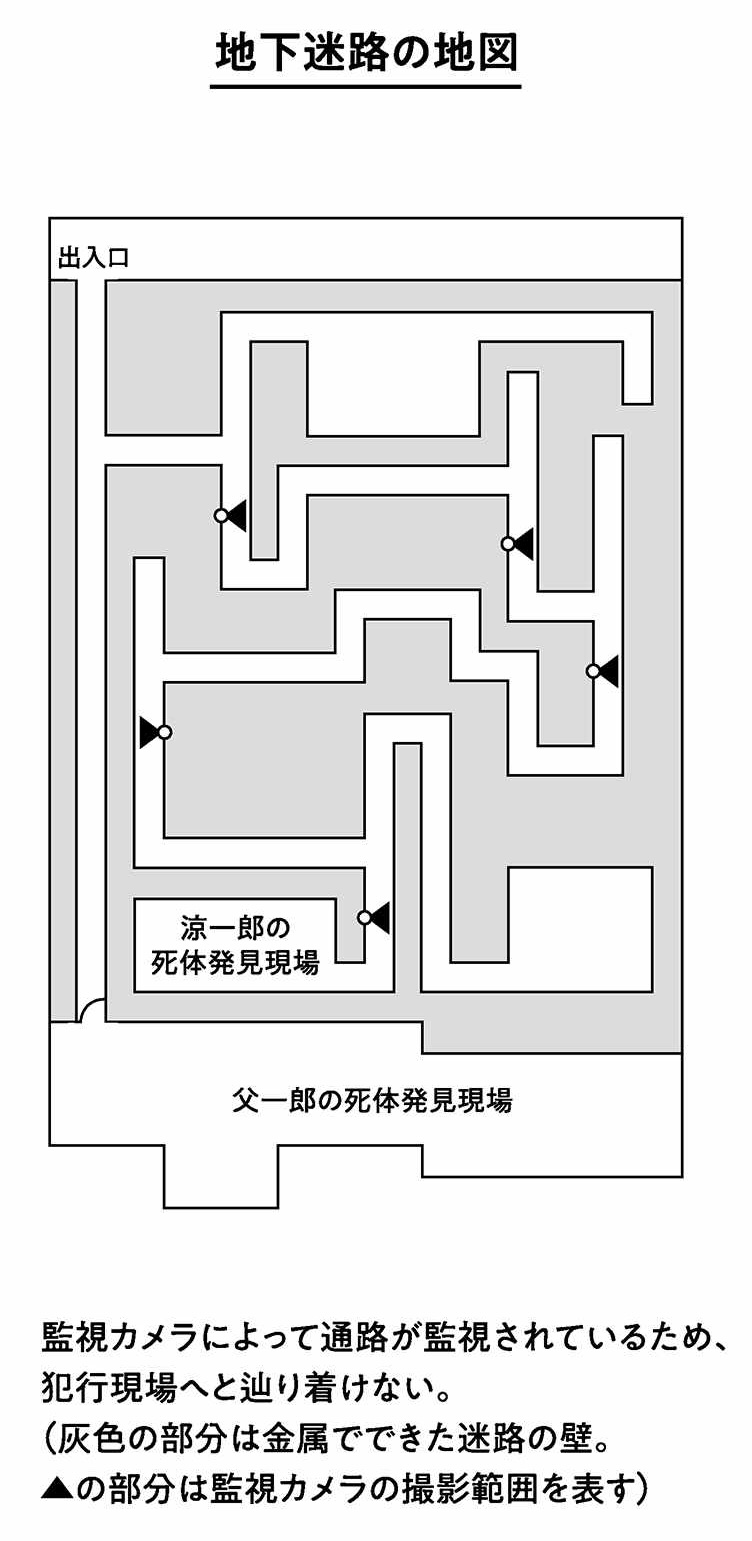 地下迷路の地図
出入口
涼一郎の
死体発見現場
父一郎の死体発見現場
監視カメラによって通路が監視されているため、
犯行現場へと辿り着けない。
(灰色の部分は金属でできた迷路の壁。
▲の部分は監視カメラの撮影範囲を表す)